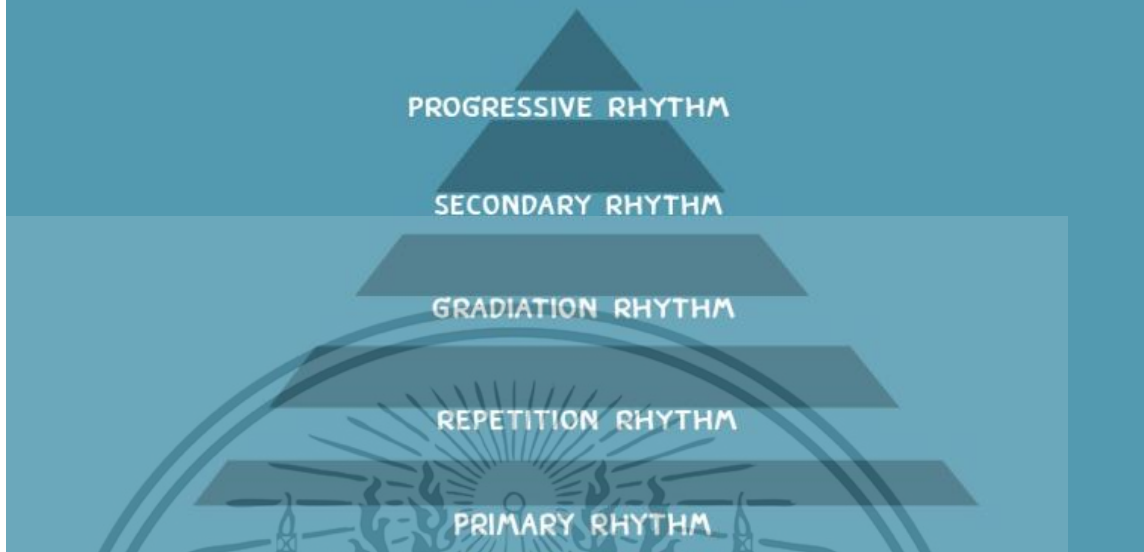 PROGRESSIVE RHYTHM
SECONDARY RHYTHM
GRADIATION RHYTHM
REPETITION RHYTHM
PRIMARY RHYTHM